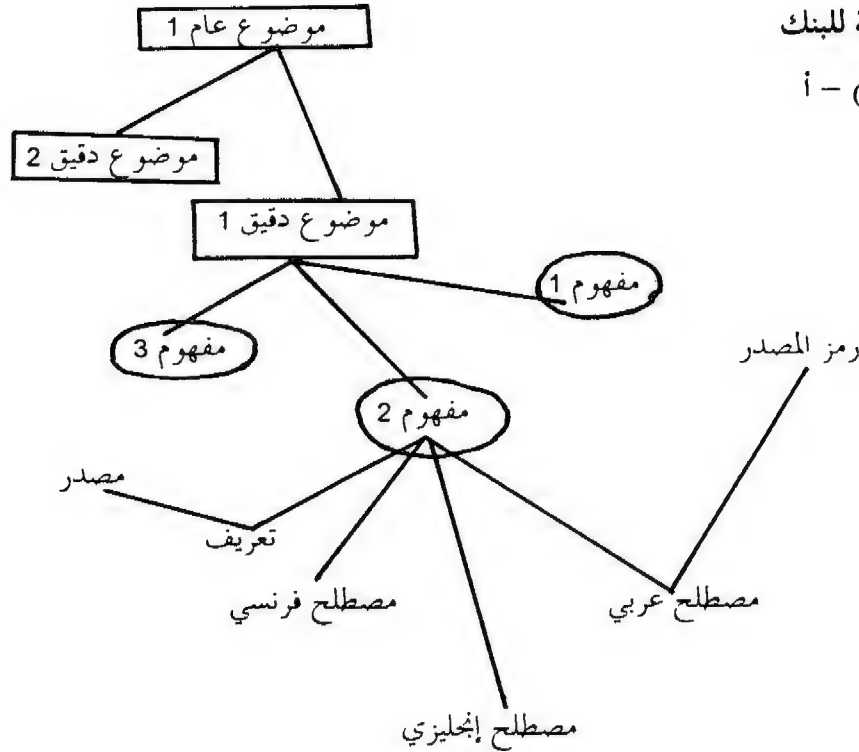 ة للبنك
) – أ
موضوع عام 1
موضوع دقيق 2
موضوع دقيق 1
مفهوم 1
مفهوم 3
رمز المصدر
مفهوم 2
مصدر
تعريف
مصطلح فرنسي
مصطلح عربي
مصطلح إنجليزي